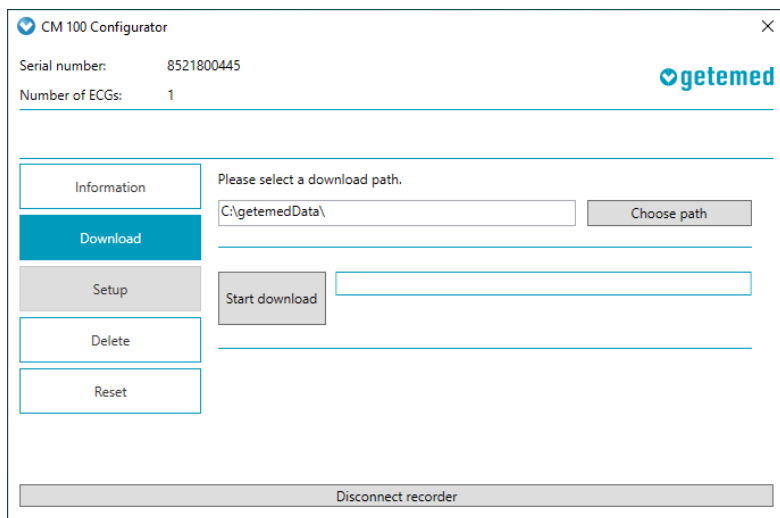 CM 100 Configurator
Serial number: 8521800445
getemed
Number of ECGs: 1
Information
Please select a download path.
C:\getemedData\
Choose path
Download
Setup
Start download
Delete
Reset
Disconnect recorder